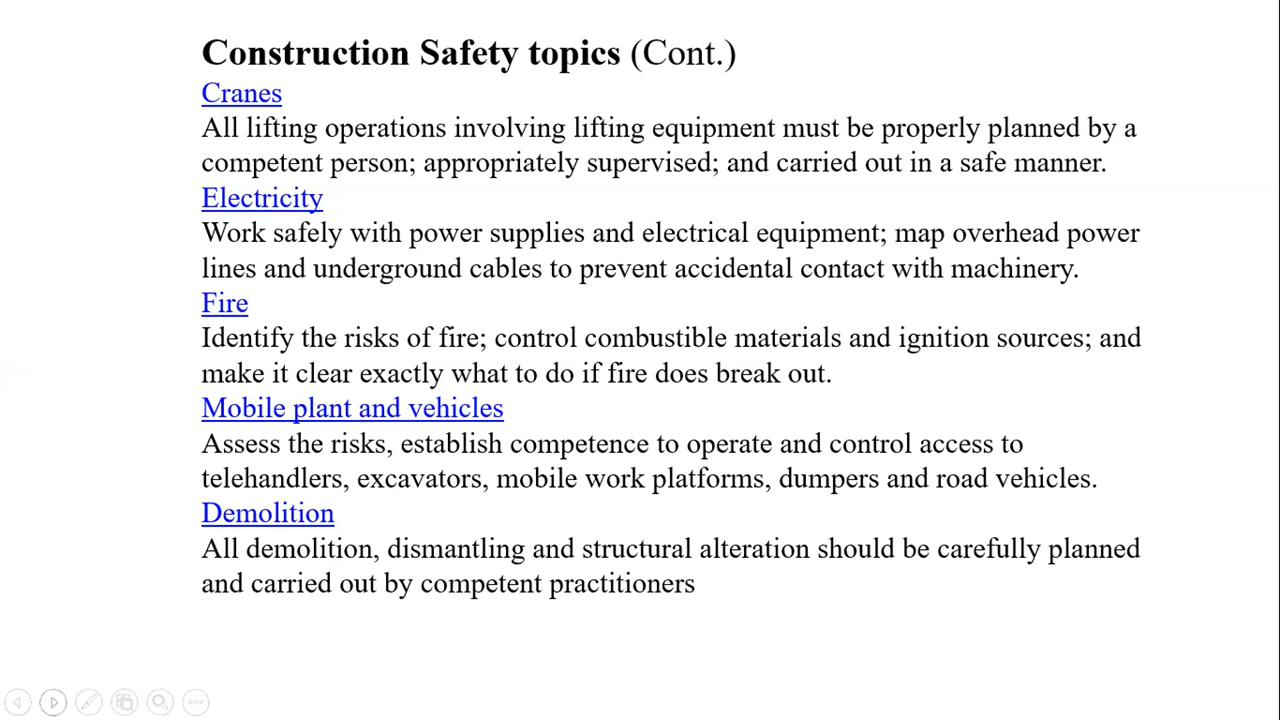 Construction Safety topics (Cont.)
Cranes
All lifting operations involving lifting equipment must be properly planned by a
competent person; appropriately supervised; and carried out in a safe manner.
Electricity
Work safely with power supplies and electrical equipment; map overhead power
lines and underground cables to prevent accidental contact with machinery.
Fire
Identify the risks of fire; control combustible materials and ignition sources; and
make it clear exactly what to do if fire does break out.
Mobile plant and vehicles
Assess the risks, establish competence to operate and control access to
telehandlers, excavators, mobile work platforms, dumpers and road vehicles.
Demolition
All demolition, dismantling and structural alteration should be carefully planned
and carried out by competent practitioners